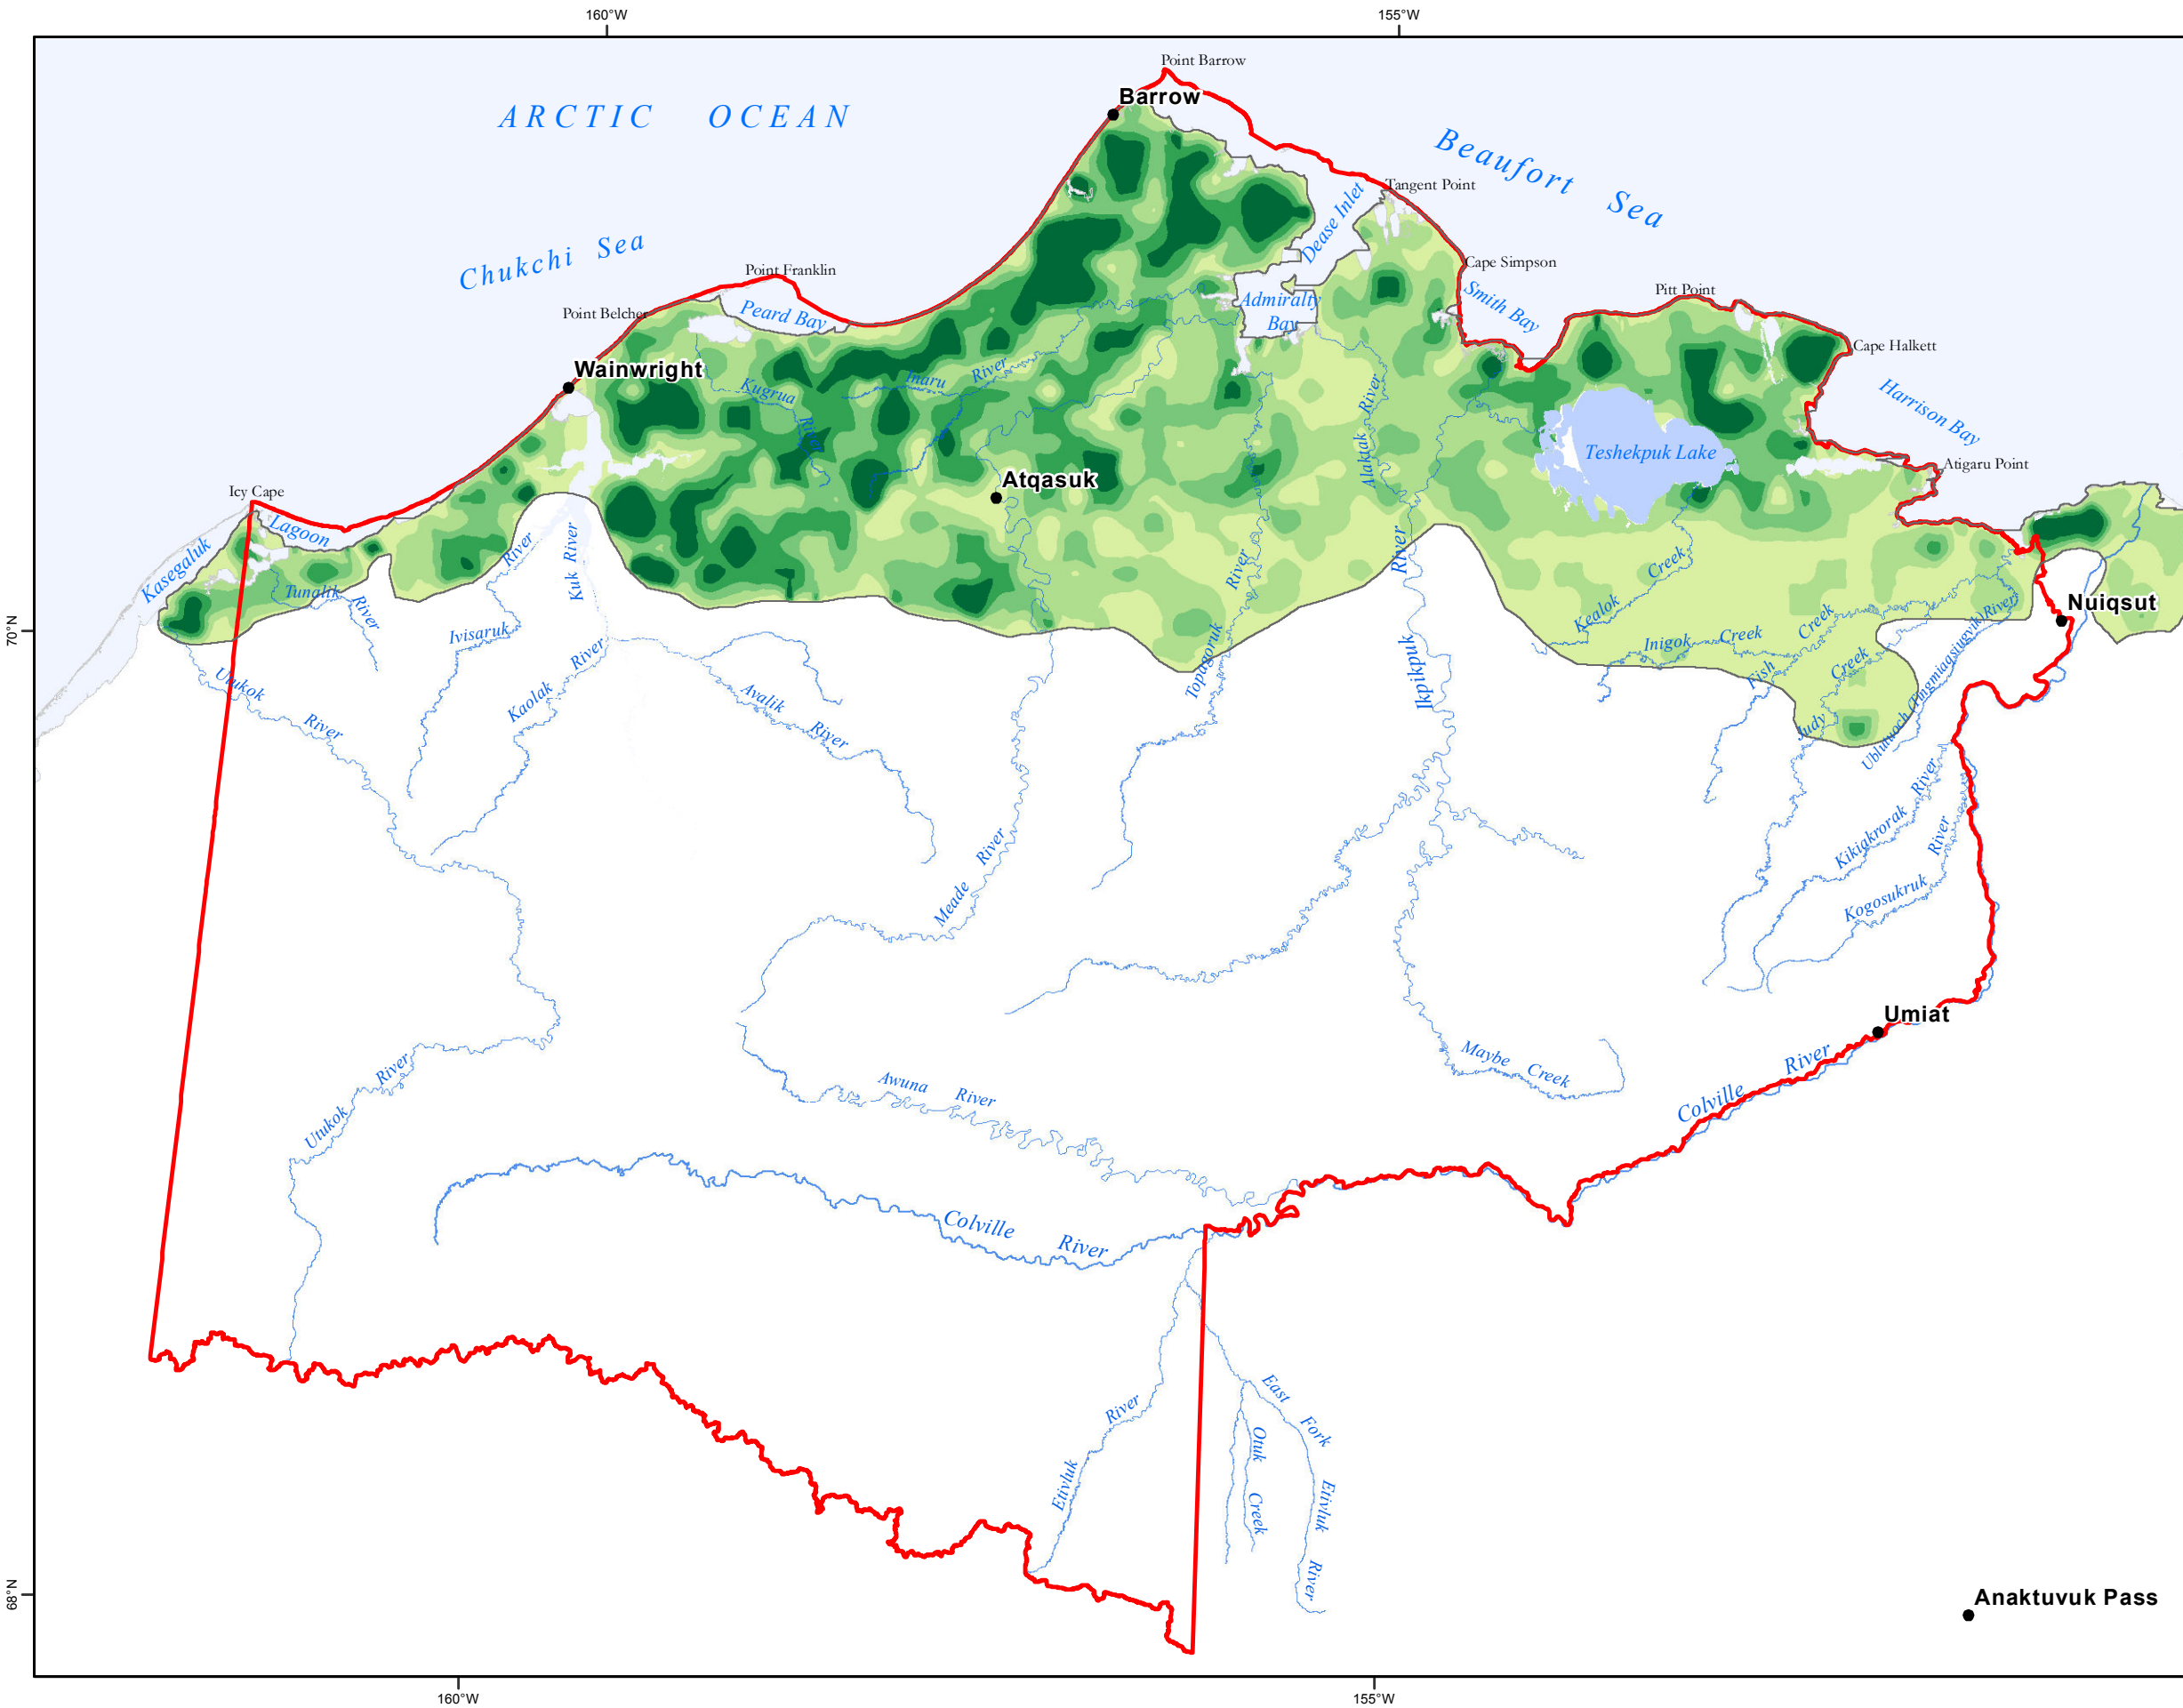 160°W
155°W
Point Barrow
Barrow
ARCTIC OCEAN
Beaufort Sea
Tangent Point
Dease Inlet
Chukchi Sea
Point Franklin
Cape Simpson
Admiralty
Bay
Smith Bay
Pitt Point
Point Belcher
Peard Bay
Cape Halkett
Wainwright
Inaru River
Kugrua
River
Harrison Bay
Alaktak River
Teshekpuk Lake
Atigaru Point
Atqasuk
Icy Cape
Lagoon
Kasegaluk
River
Kuk River
River
River
Kealok Creek
Tunalik
River
Nuiqsut
70°N
Ivisaruk
River
Inigok Creek
Creek
Fish
Creek
Judy
Ublutuoch (Tingmiaqsiugvik) River
Topagoruk
Ikpikpuk
Utukok
River
Kaolak
Avalik
River
River
Kikiakrorak
River
Kogosukruk
Meade River
Umiat
River
Utukok
Maybe Creek
Colville River
Awuna River
Colville River
East Fork
Etivluk River
River
Etivluk
Otuk Creek
68°N
Anaktuvuk Pass
160°W
155°W